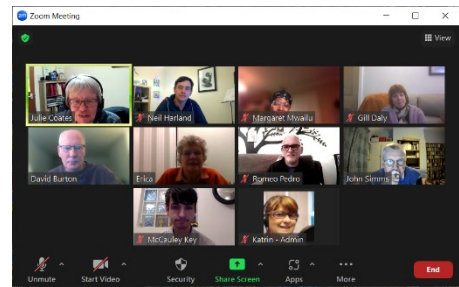 zm Zoom Meeting
View
Julie Coates
Neil Harland
Margaret Mwailu
Gill Daly
David Burton
Erica
Romeo Pedro
John Simms
McCauley Key
Katrin - Admin
Unmute
Start Video
Security
Share Screen
Apps
More
End